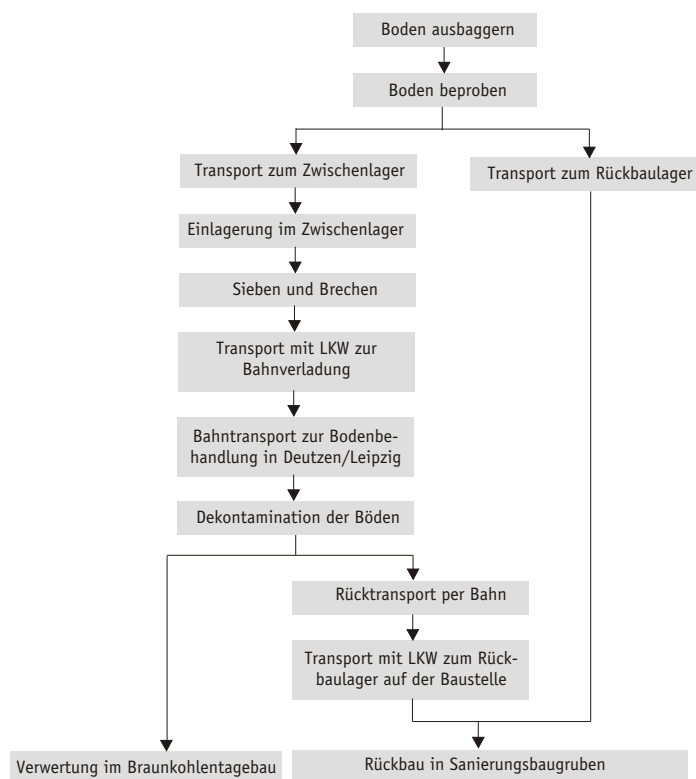 Boden ausbaggern
Boden beproben
Transport zum Zwischenlager
Transport zum Rückbaulager
Einlagerung im Zwischenlager
Sieben und Brechen
Transport mit LKW zur
Bahnverladung
Bahntransport zur Bodenbe-
handlung in Deutzen/Leipzig
Dekontamination der Böden
Rücktransport per Bahn
Transport mit LKW zum Rück-
baulager auf der Baustelle
Verwertung im Braunkohlentagebau
Rückbau in Sanierungsbaugruben